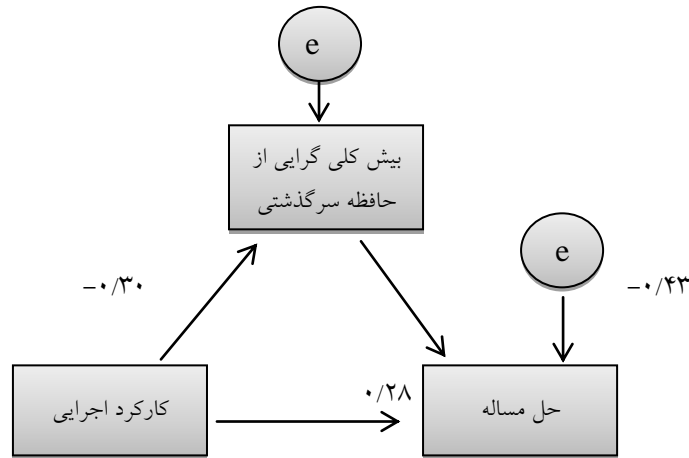 e
بیش کلی گرایی از
حافظه سرگذشتی
e
−۰/۴۳
−۰/۳۰
۰/۲۸
کارکرد اجرایی
حل مساله